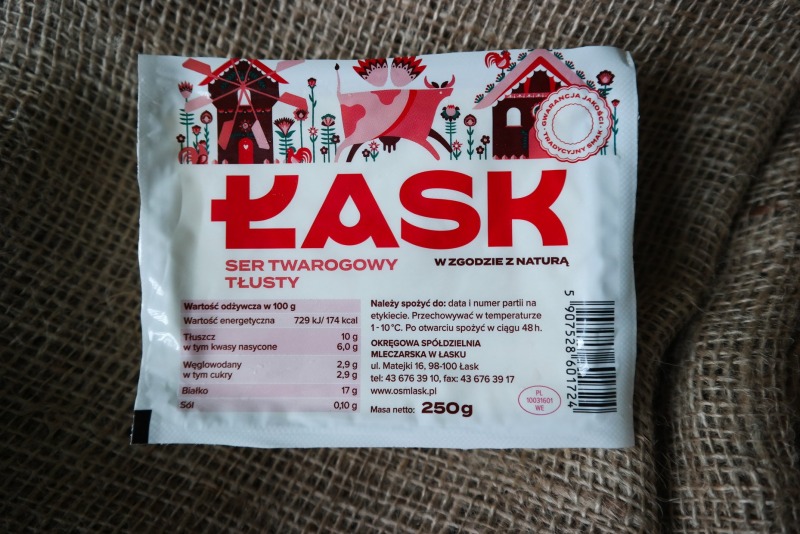 GWARANCJA JAKOŚCI
TRADYCYJNY SMAK
ŁASK
SER TWAROGOWY
TŁUSTY
W ZGODZIE Z NATURĄ
Wartość odżywcza w 100 g
Wartość energetyczna 729 kJ/ 174 kcal
Tłuszcz 10 g
w tym kwasy nasycone 6,0 g
Węglowodany 2,9 g
w tym cukry 2,9 g
Białko 17 g
Sól 0,10 g
Należy spożyć do: data i numer partii na
etykiecie. Przechowywać w temperaturze
1 - 10 °C. Po otwarciu spożyć w ciągu 48 h.
OKRĘGOWA SPÓŁDZIELNIA
MLECZARSKA W ŁASKU
ul. Matejki 16, 98-100 Łask
tel: 43 676 39 10, fax: 43 676 39 17
www.osmlask.pl
Masa netto: 250 g
PL
10031601
WE
5 907528 601724